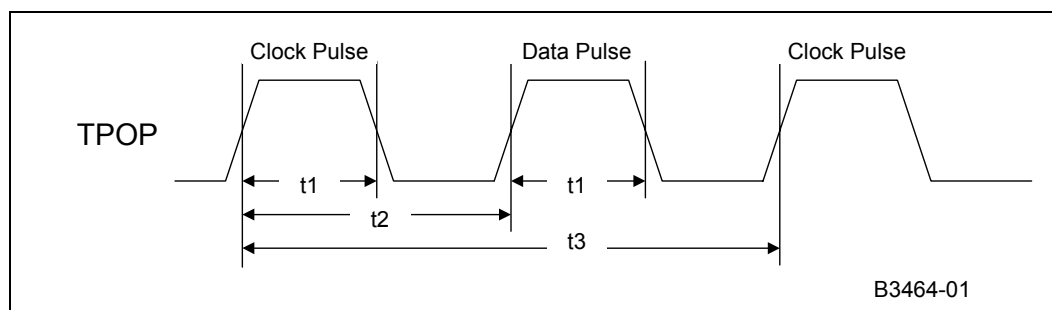 Clock Pulse Data Pulse Clock Pulse
TPOP
t1 t1
t2
t3
B3464-01